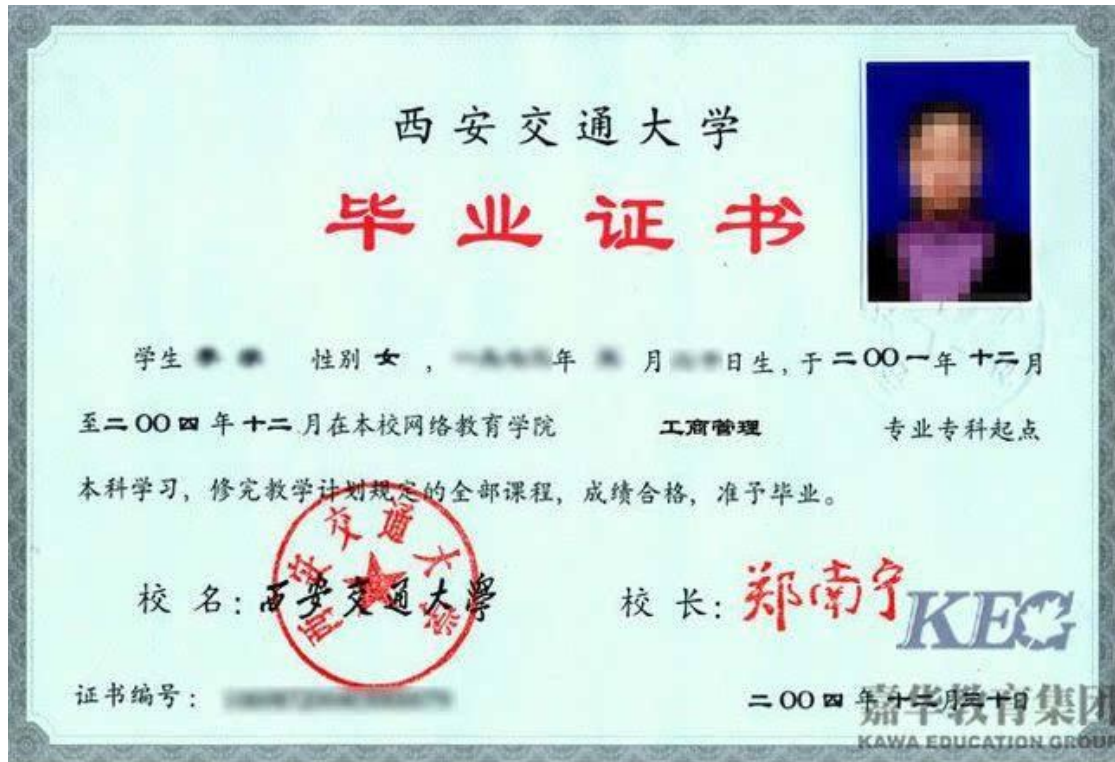 西安交通大学
毕业证书
学生 性别 女 , 年 月 日生, 于 二〇〇一年 十二月
至二〇〇四年十二月在本校网络教育学院 工商管理 专业专科起点
本科学习, 修完教学计划规定的全部课程, 成绩合格, 准予毕业。
西安交通大学
校 名: 西安交通大學 校 长: 郑南宁
KEG
证书编号: 二〇〇四年十二月三十日
嘉华教育集团
KAWA EDUCATION GROUP